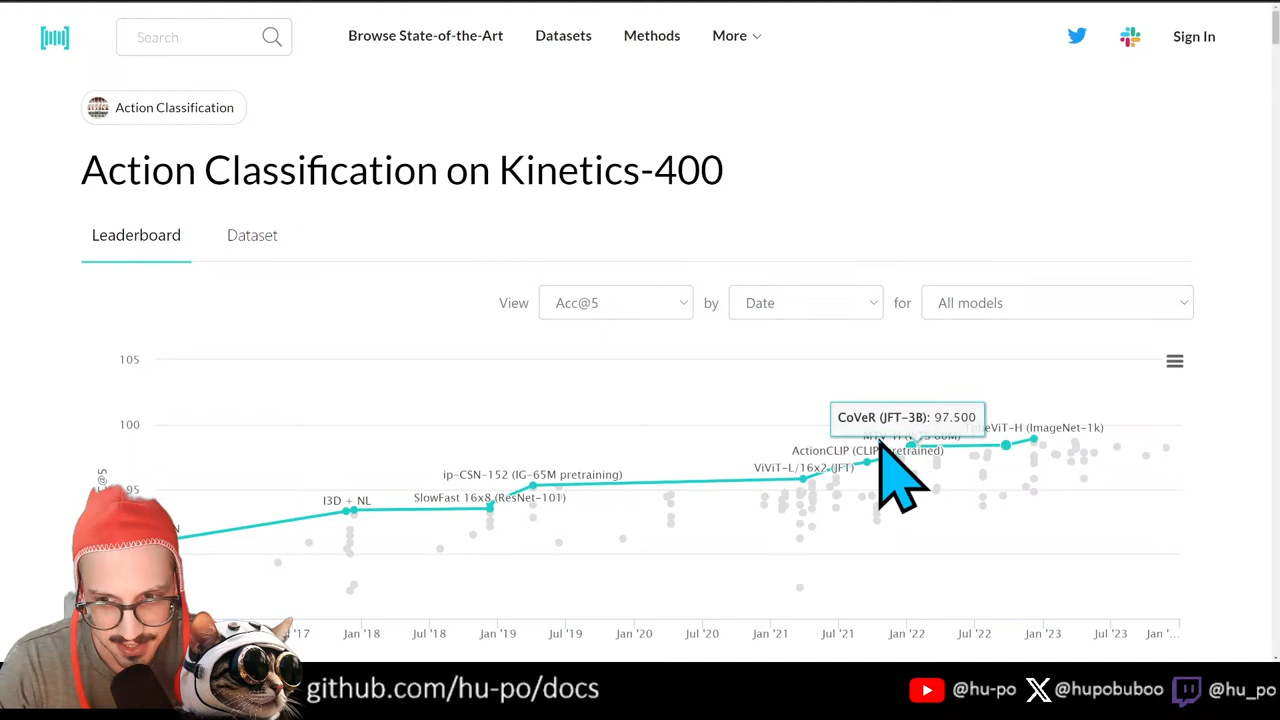 Search
Browse State-of-the-Art
Datasets
Methods
More
Sign In
Action Classification
Action Classification on Kinetics-400
Leaderboard
Dataset
View
Acc@5
by
Date
for
All models
105
100
95
CoVeR (JFT-3B): 97.500
(ImageNet-1k)
ActionCLIP (CLIP pretrained)
ViViT-L/16x2 (JFT)
ip-CSN-152 (IG-65M pretraining)
SlowFast 16x8 (ResNet-101)
I3D + NL
Jan '18
Jul '18
Jan '19
Jul '19
Jan '20
Jul '20
Jan '21
Jul '21
Jan '22
Jul '22
Jan '23
Jul '23
Jan '...
github.com/hu-po/docs
@hu-po
@hupobuboo
@hu_po